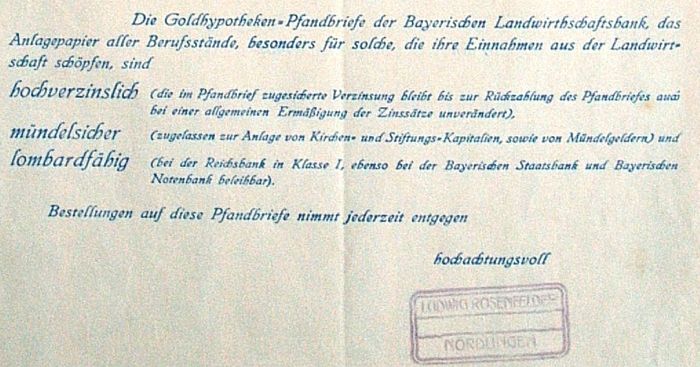 Die Goldhypotheken-Pfandbriefe der Bayerischen Landwirthschaftsbank, das
Anlagepapier aller Berufsstände, besonders für solche, die ihre Einnahmen aus der Landwirt-
schaft schöpfen, sind
hochverzinslich (die im Pfandbrief zugesicherte Verzinsung bleibt bis zur Rückzahlung des Pfandbriefes auch
bei einer allgemeinen Ermäßigung der Zinssätze unverändert),
mündelsicher (zugelassen zur Anlage von Kirchen- und Stiftungs-Kapitalien, sowie von Mündelgeldern) und
lombardfähig (bei der Reichsbank in Klasse I, ebenso bei der Bayerischen Staatsbank und Bayerischen
Notenbank beleihbar).
Bestellungen auf diese Pfandbriefe nimmt jederzeit entgegen
hochachtungsvoll
LUDWIG ROSENFELDER
NÖRDLINGEN